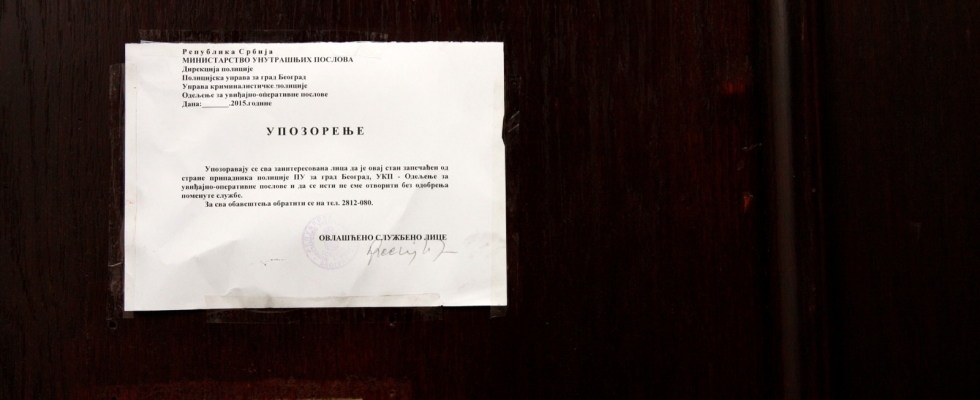 Република Србија
МИНИСТАРСТВО УНУТРАШЊИХ ПОСЛОВА
Дирекција полиције
Полицијска управа за град Београд
Управа криминалистичке полиције
Одељење за увиђајно-оперативне послове
Дана:______.2015.године
УПОЗОРЕЊЕ
Упозоравају се сва заинтересована лица да је овај стан запечаћен од
стране припадника полиције ПУ за град Београд, УКП - Одељење за
увиђајно-оперативне послове и да се исти не сме отворити без одобрења
поменуте службе.
За сва обавештења обратити се на тел. 2812-080.
ОВЛАШЋЕНО СЛУЖБЕНО ЛИЦЕ